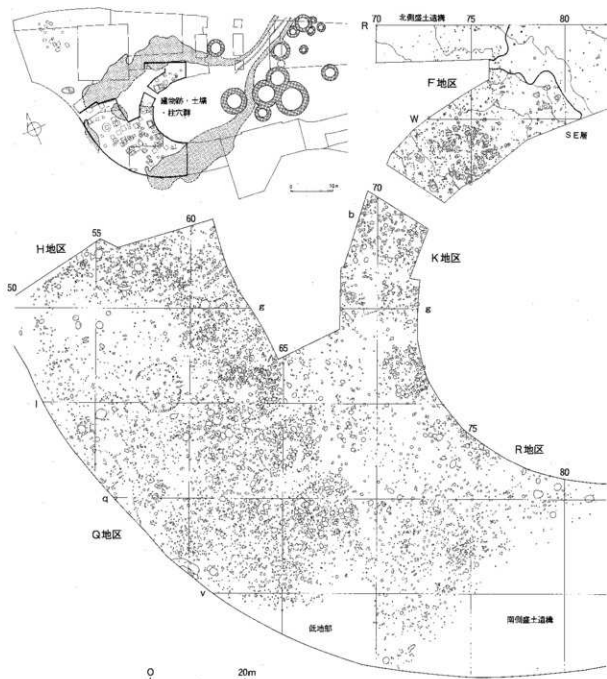 70 75 80
R
北側盛土遺構
F地区
W
SE層
建物跡・土壙
・柱穴群
0 10m
70
b
60
55
H地区
K地区
50
g
g
65
l
75
R地区
80
q
Q地区
v
低地部
南側盛土遺構
0 20m